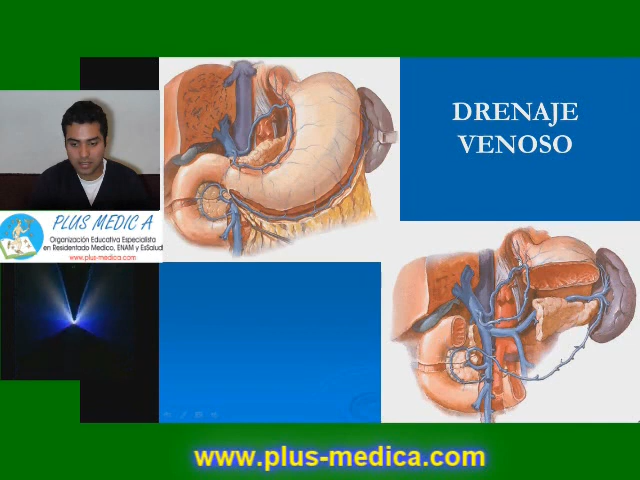 DRENAJE
VENOSO
PLUS MEDIC A
Organización Educativa Especialista
en Residentado Medico, ENAM y EsSalud
www.plus-medica.com
www.plus-medica.com